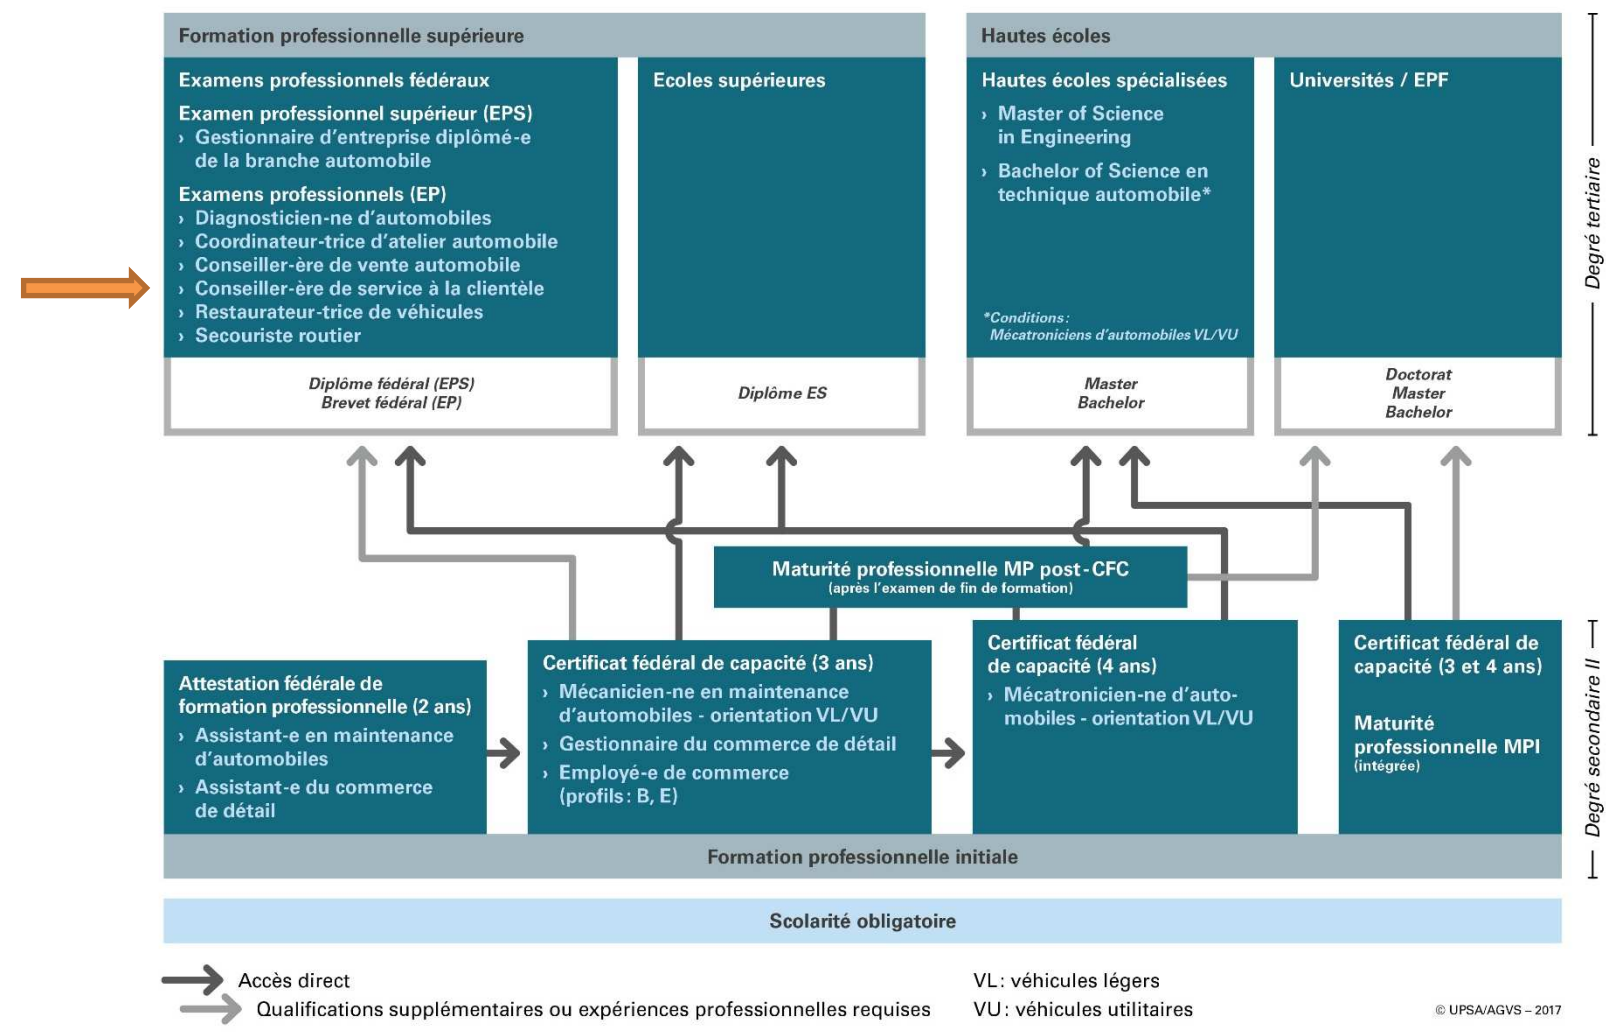 Formation professionnelle supérieure
Examens professionnels fédéraux
Examen professionnel supérieur (EPS)
› Gestionnaire d'entreprise diplômé-e
de la branche automobile
Examens professionnels (EP)
› Diagnosticien-ne d'automobiles
› Coordinateur-trice d'atelier automobile
› Conseiller-ère de vente automobile
› Conseiller-ère de service à la clientèle
› Restaurateur-trice de véhicules
› Secouriste routier
Diplôme fédéral (EPS)
Brevet fédéral (EP)
Ecoles supérieures
Diplôme ES
Hautes écoles
Hautes écoles spécialisées
› Master of Science
in Engineering
› Bachelor of Science en
technique automobile*
*Conditions:
Mécatroniciens d'automobiles VL/VU
Master
Bachelor
Universités / EPF
Doctorat
Master
Bachelor
Degré tertiaire
Maturité professionnelle MP post-CFC
(après l'examen de fin de formation)
Attestation fédérale de
formation professionnelle (2 ans)
› Assistant-e en maintenance
d'automobiles
› Assistant-e du commerce
de détail
Certificat fédéral de capacité (3 ans)
› Mécanicien-ne en maintenance
d'automobiles - orientation VL/VU
› Gestionnaire du commerce de détail
› Employé-e de commerce
(profils: B, E)
Certificat fédéral
de capacité (4 ans)
› Mécatronicien-ne d'auto-
mobiles - orientation VL/VU
Certificat fédéral de
capacité (3 et 4 ans)
Maturité
professionnelle MPI
(intégrée)
Degré secondaire II
Formation professionnelle initiale
Scolarité obligatoire
Accès direct
Qualifications supplémentaires ou expériences professionnelles requises
VL: véhicules légers
VU: véhicules utilitaires
© UPSA/AGVS – 2017